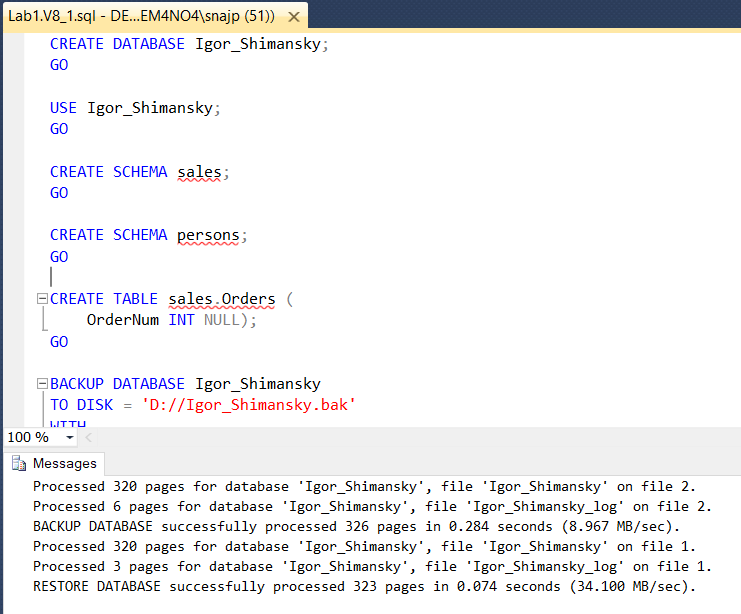 Lab1.V8_1.sql - DE...EM4NO4\snajp (51))
CREATE DATABASE Igor_Shimansky;
GO
USE Igor_Shimansky;
GO
CREATE SCHEMA sales;
GO
CREATE SCHEMA persons;
GO
CREATE TABLE sales.Orders (
OrderNum INT NULL);
GO
BACKUP DATABASE Igor_Shimansky
TO DISK = 'D://Igor_Shimansky.bak'
WITH
100 %
Messages
Processed 320 pages for database 'Igor_Shimansky', file 'Igor_Shimansky' on file 2.
Processed 6 pages for database 'Igor_Shimansky', file 'Igor_Shimansky_log' on file 2.
BACKUP DATABASE successfully processed 326 pages in 0.284 seconds (8.967 MB/sec).
Processed 320 pages for database 'Igor_Shimansky', file 'Igor_Shimansky' on file 1.
Processed 3 pages for database 'Igor_Shimansky', file 'Igor_Shimansky_log' on file 1.
RESTORE DATABASE successfully processed 323 pages in 0.074 seconds (34.100 MB/sec).